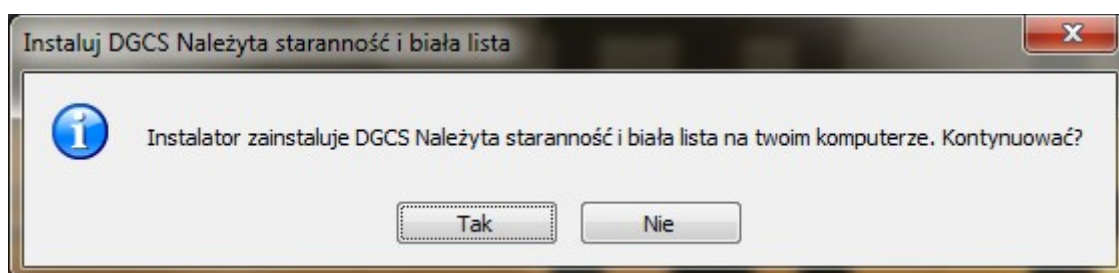 Instaluj DGCS Należyta staranność i biała lista
Instalator zainstaluje DGCS Należyta staranność i biała lista na twoim komputerze. Kontynuować?
Tak
Nie